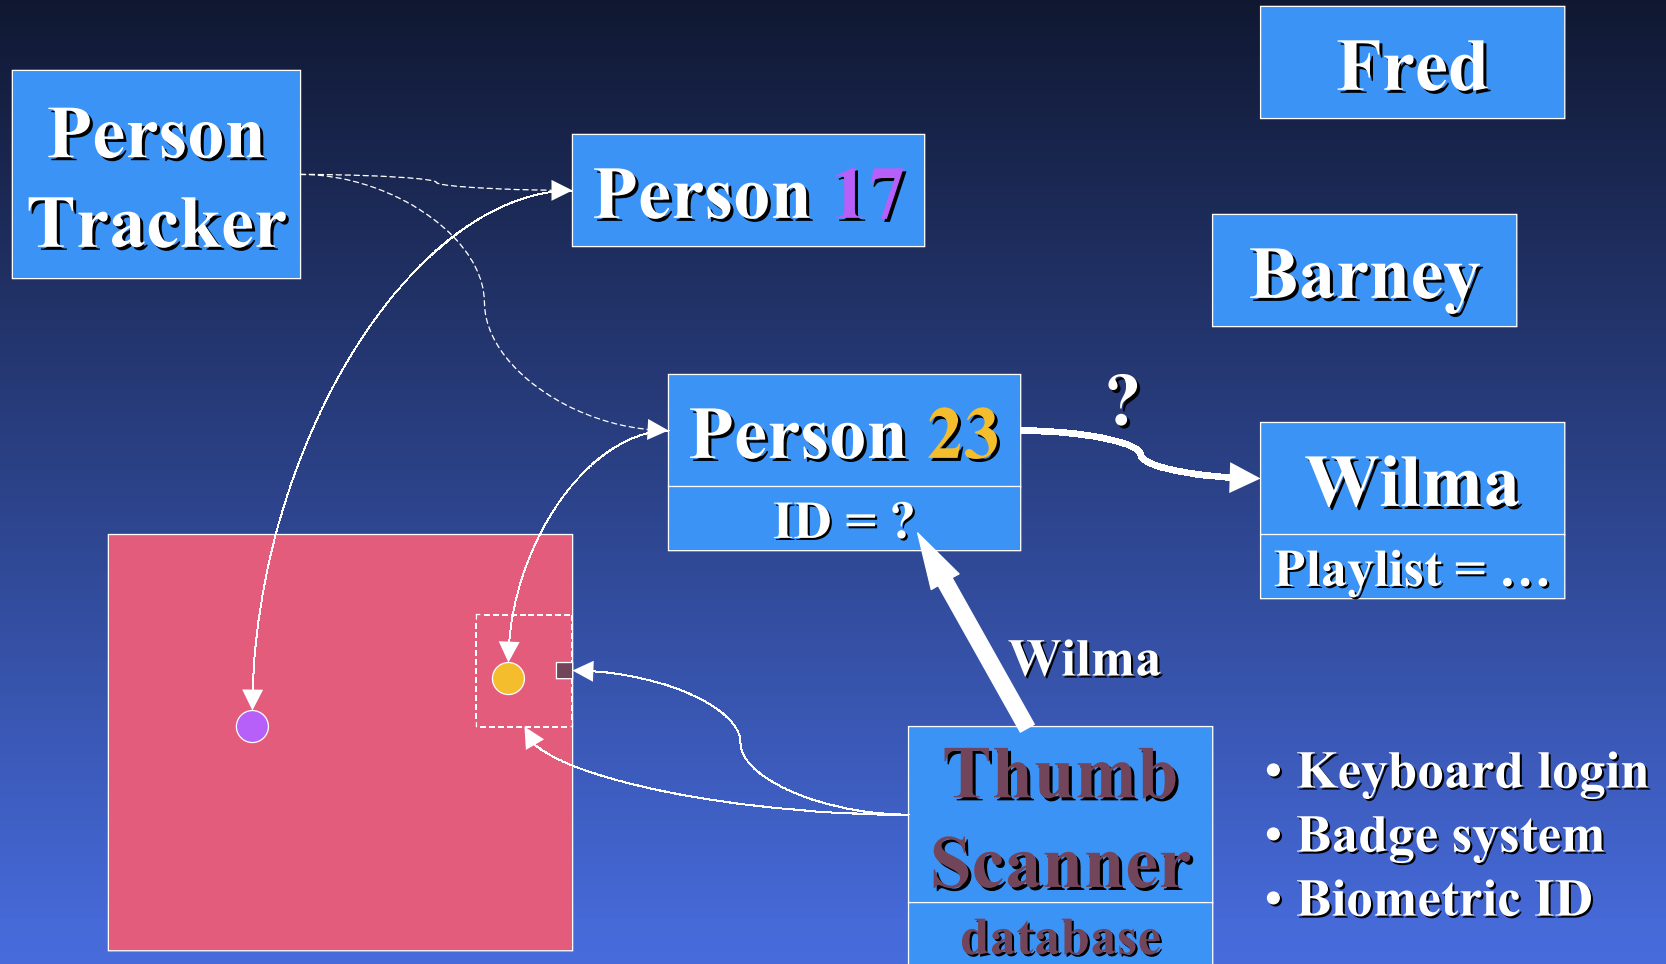 Fred
Person
Tracker
Person 17
Barney
?
Person 23
ID = ?
Wilma
Playlist = …
Wilma
Thumb
Scanner
database
• Keyboard login
• Badge system
• Biometric ID